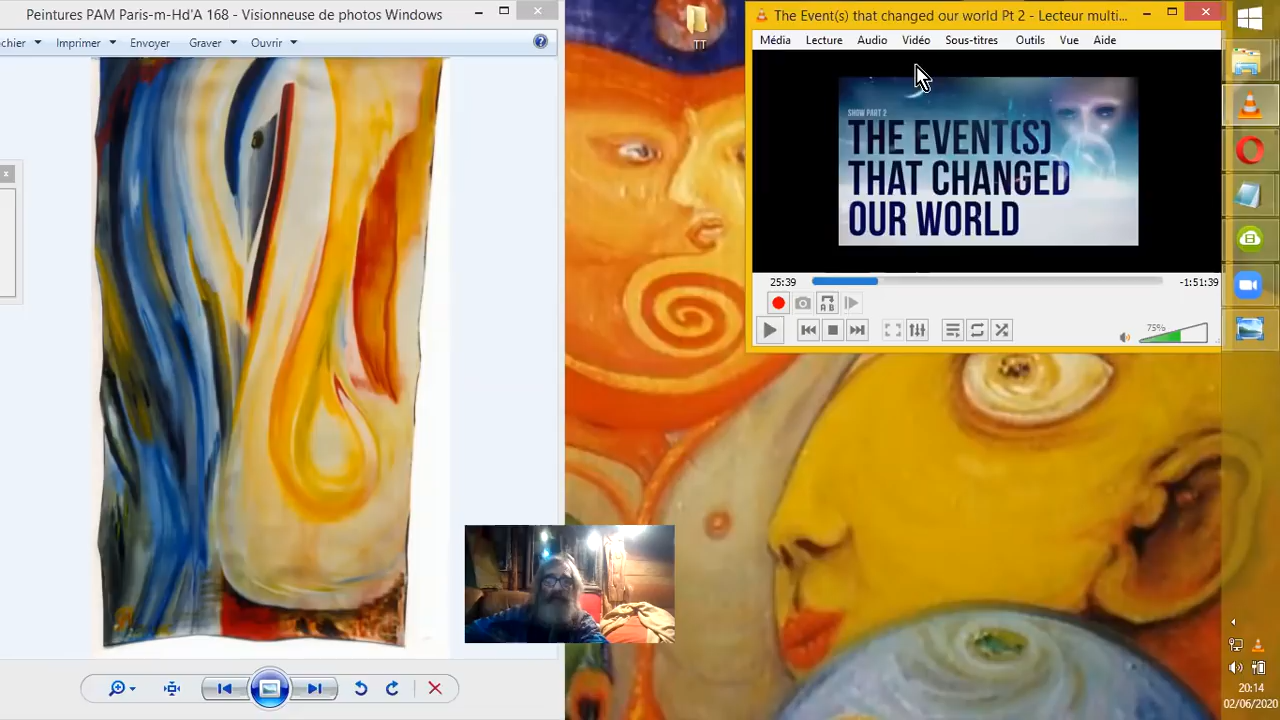 Peintures PAM Paris-m-Hd'A 168 - Visionneuse de photos Windows
chier Imprimer Envoyer Graver Ouvrir
x
TT
The Event(s) that changed our world Pt 2 - Lecteur multi...
Média Lecture Audio Vidéo Sous-titres Outils Vue Aide
SHOW PART 2
THE EVENT(S)
THAT CHANGED
OUR WORLD
25:39 -1:51:39
A B
75%
20:14
02/06/2020